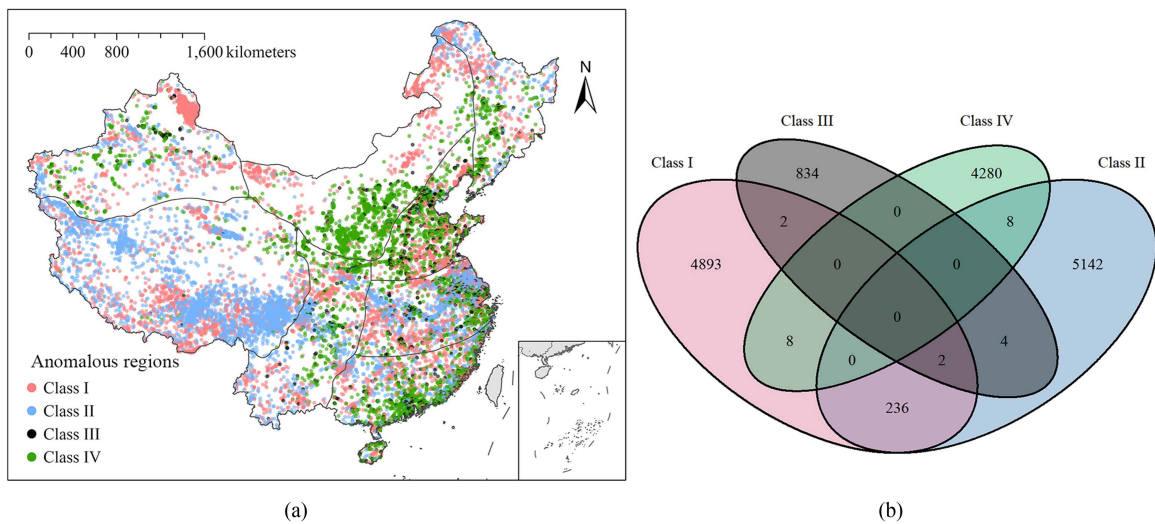 0 400 800 1,600 kilometers
N
Anomalous regions
Class I
Class II
Class III
Class IV
(a)
Class III Class IV
Class I Class II
834 4280
2 0 8
4893 0 0 5142
0
8 0 2 4
236
(b)